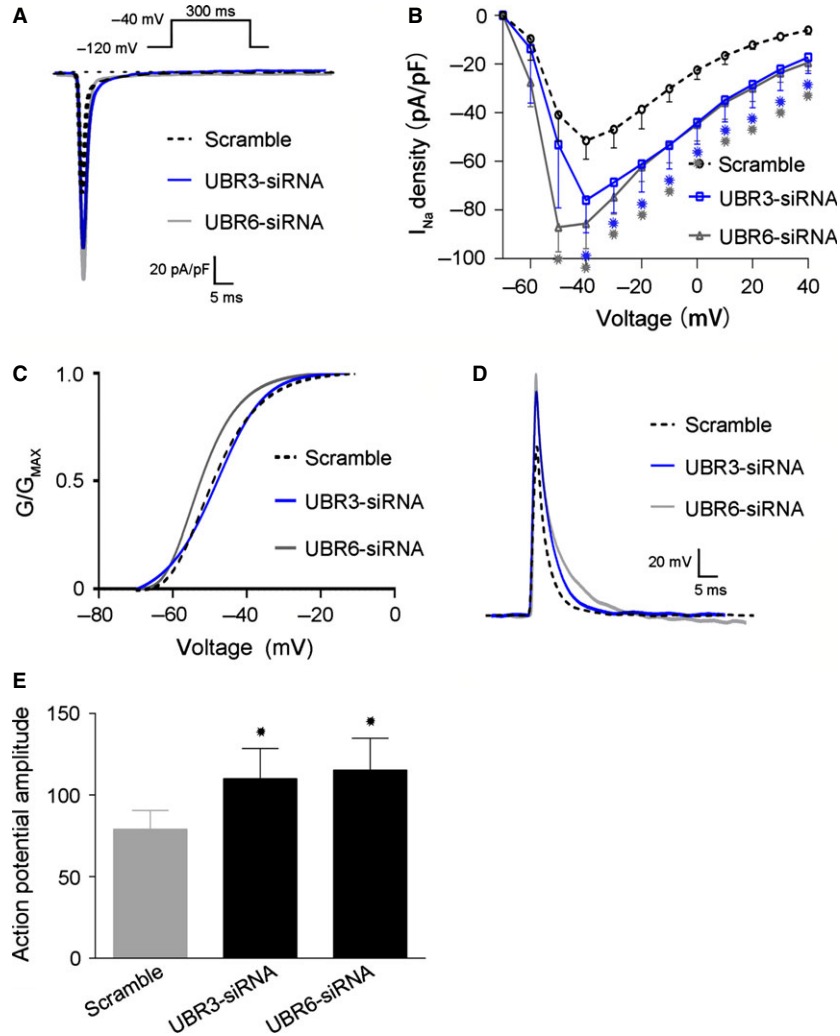 A
300 ms
−40 mV
−120 mV
Scramble
UBR3-siRNA
UBR6-siRNA
20 pA/pF
5 ms
B
0
−20
−40
−60
−80
−100
I_Na density (pA/pF)
−60 −40 −20 0 20 40
Voltage (mV)
Scramble
UBR3-siRNA
UBR6-siRNA
C
1.0
0.5
0
G/G_MAX
−80 −60 −40 −20 0
Voltage (mV)
Scramble
UBR3-siRNA
UBR6-siRNA
D
Scramble
UBR3-siRNA
UBR6-siRNA
20 mV
5 ms
E
150
100
50
0
Action potential amplitude
Scramble
UBR3-siRNA
UBR6-siRNA